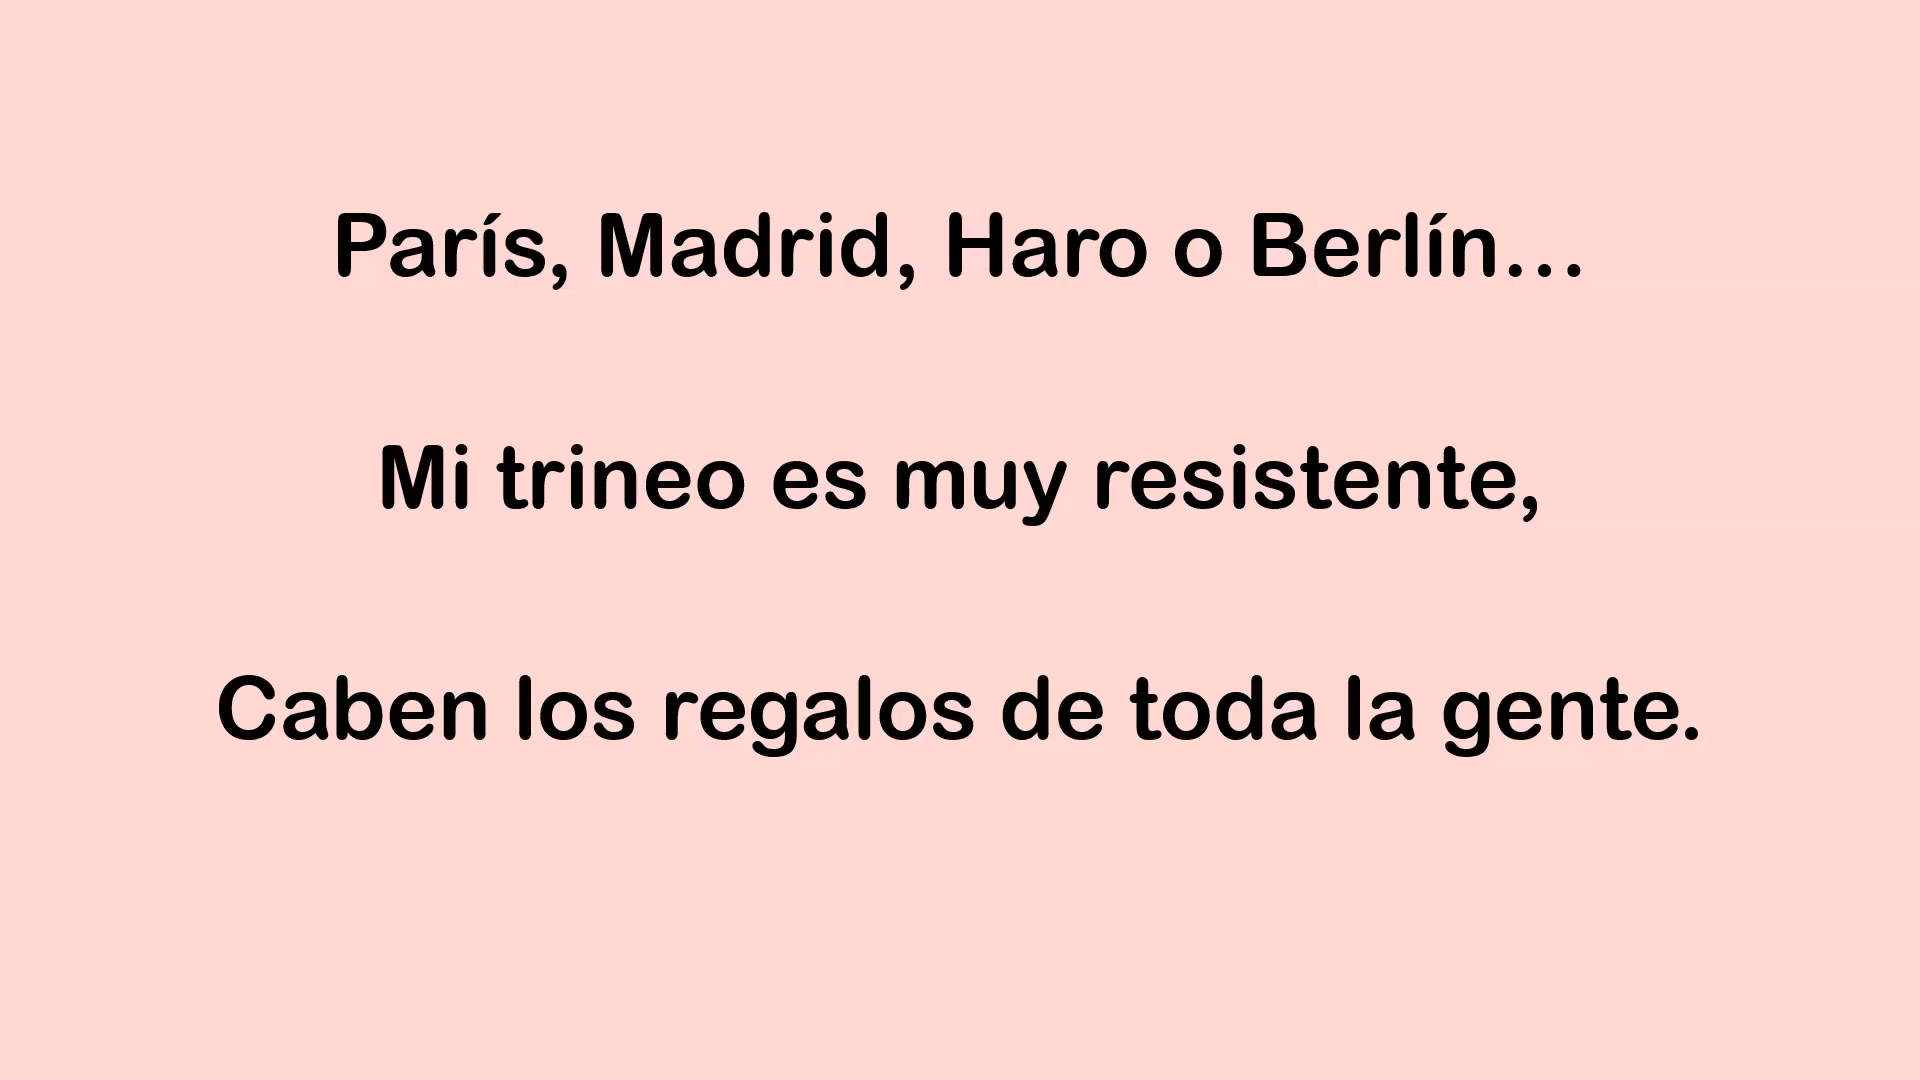 París, Madrid, Haro o Berlín…
Mi trineo es muy resistente,
Caben los regalos de toda la gente.